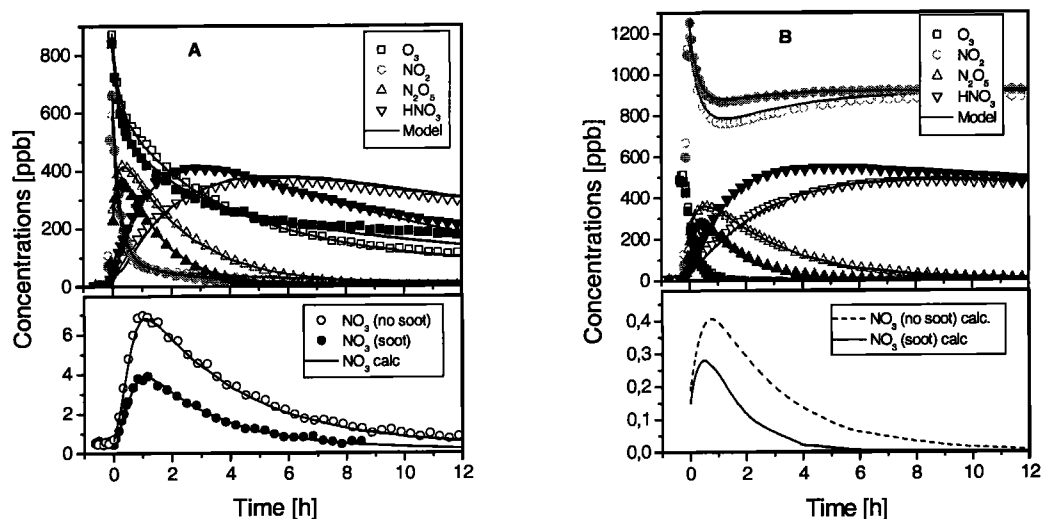 A
O3
NO2
N2O5
HNO3
Model
Concentrations [ppb]
800
600
400
200
0
NO3 (no soot)
NO3 (soot)
NO3 calc
6
4
2
0
0 2 4 6 8 10 12
Time [h]
B
O3
NO2
N2O5
HNO3
Model
Concentrations [ppb]
1200
1000
800
600
400
200
0
NO3 (no soot) calc.
NO3 (soot) calc
0,4
0,3
0,2
0,1
0,0
0 2 4 6 8 10 12
Time [h]